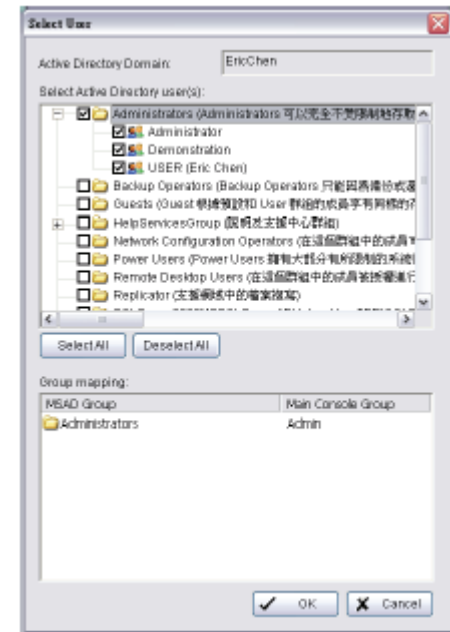 Select User
Active Directory Domain: EricChen
Select Active Directory user(s):
Administrators (Administrators 可以完全不受限制地存取
Administrator
Demonstration
USER (Eric Chen)
Backup Operators (Backup Operators 只能因為備份或還
Guests (Guest 根據預設和 User 群組的成員享有同樣的存
HelpServicesGroup (說明及支援中心群組)
Network Configuration Operators (在這個群組中的成員可
Power Users (Power Users 擁有大部分有所限制的系統
Remote Desktop Users (在這個群組中的成員被授權進行
Replicator (支援網域中的檔案複寫)
Select All Deselect All
Group mapping:
MSAD Group Main Console Group
Administrators Admin
OK Cancel